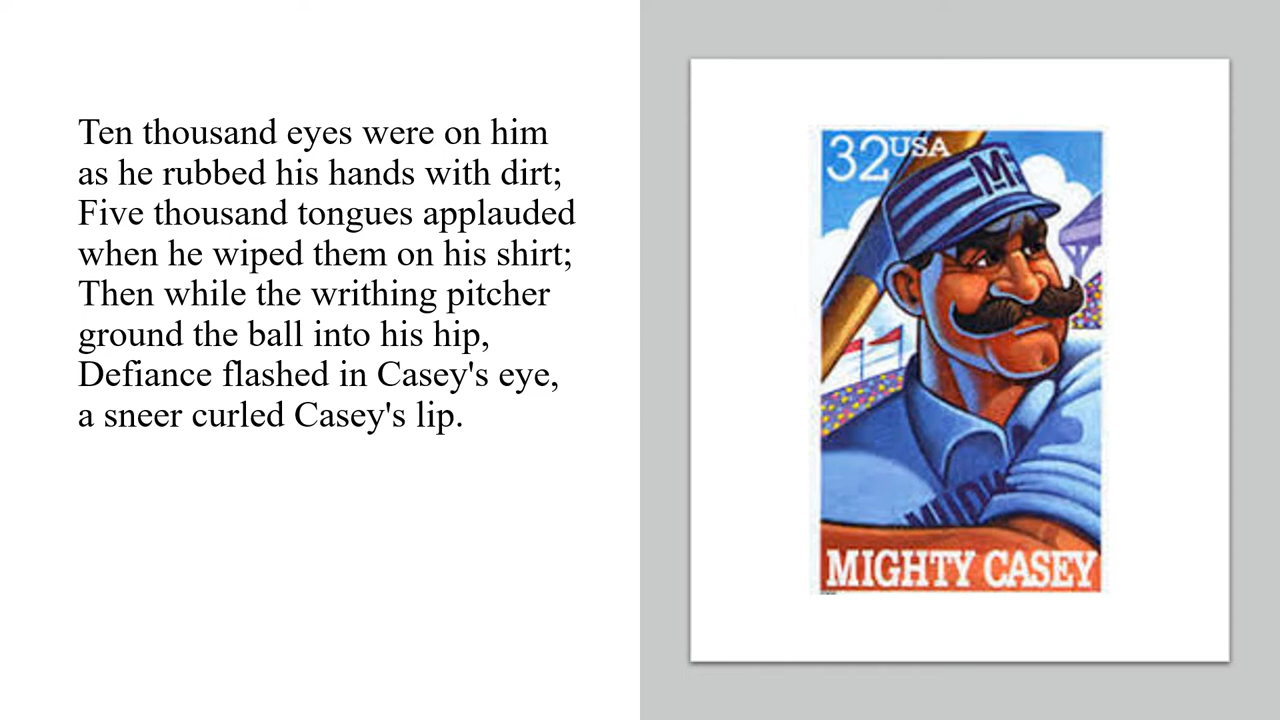 Ten thousand eyes were on him
as he rubbed his hands with dirt;
Five thousand tongues applauded
when he wiped them on his shirt;
Then while the writhing pitcher
ground the ball into his hip,
Defiance flashed in Casey's eye,
a sneer curled Casey's lip.
32USA
M
MUDV
MIGHTY CASEY